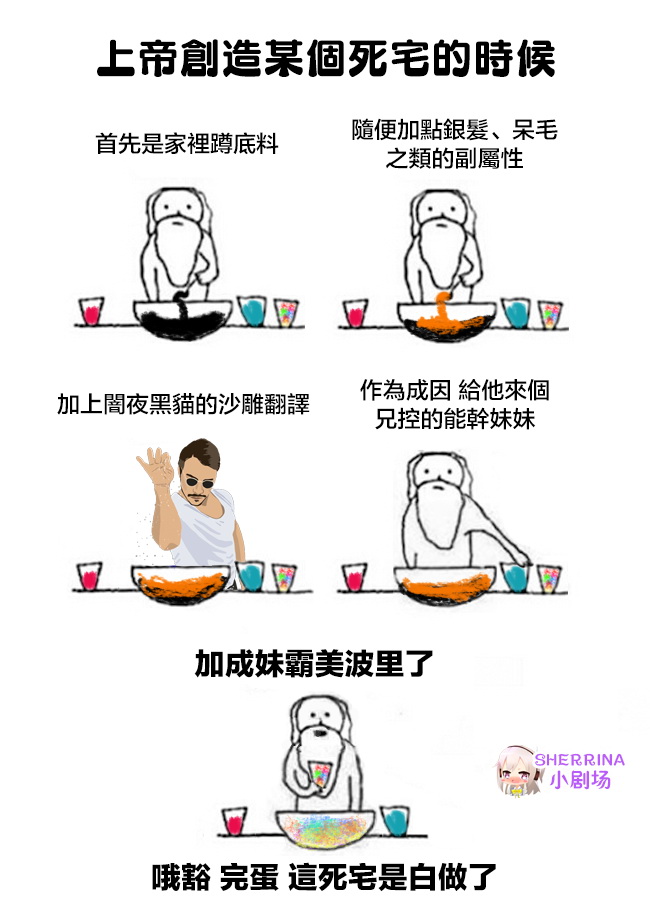 上帝創造某個死宅的時候
首先是家裡蹲底料
隨便加點銀髮、呆毛
之類的副屬性
加上闇夜黑貓的沙雕翻譯
作為成因 給他來個
兄控的能幹妹妹
加成妹霸美波里了
SHERRINA
小剧场
哦豁 完蛋 這死宅是白做了